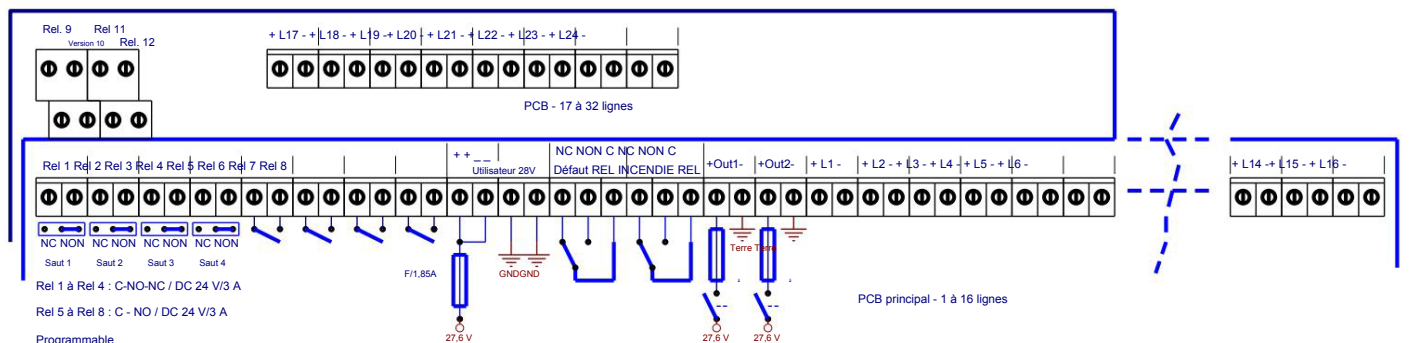 Rel. 9 Rel 11
Version 10 Rel. 12
+ L17 - + L18 - + L19 -+ L20 - + L21 - + L22 - + L23 - + L24 -
PCB - 17 à 32 lignes
Rel 1 Rel 2 Rel 3 Rel 4 Rel 5 Rel 6 Rel 7 Rel 8
+ + _ _
Utilisateur 28V
NC NON C NC NON C
Défaut REL INCENDIE REL
+Out1- +Out2- + L1 - + L2 - + L3 - + L4 - + L5 - + L6 -
+ L14 -+ L15 - + L16 -
NC NON NC NON NC NON NC NON
Saut 1 Saut 2 Saut 3 Saut 4
F/1,85A
GNDGND
Terre Terre
Rel 1 à Rel 4 : C-NO-NC / DC 24 V/3 A
Rel 5 à Rel 8 : C - NO / DC 24 V/3 A
Programmable
27,6 V
27,6 V 27,6 V
PCB principal - 1 à 16 lignes